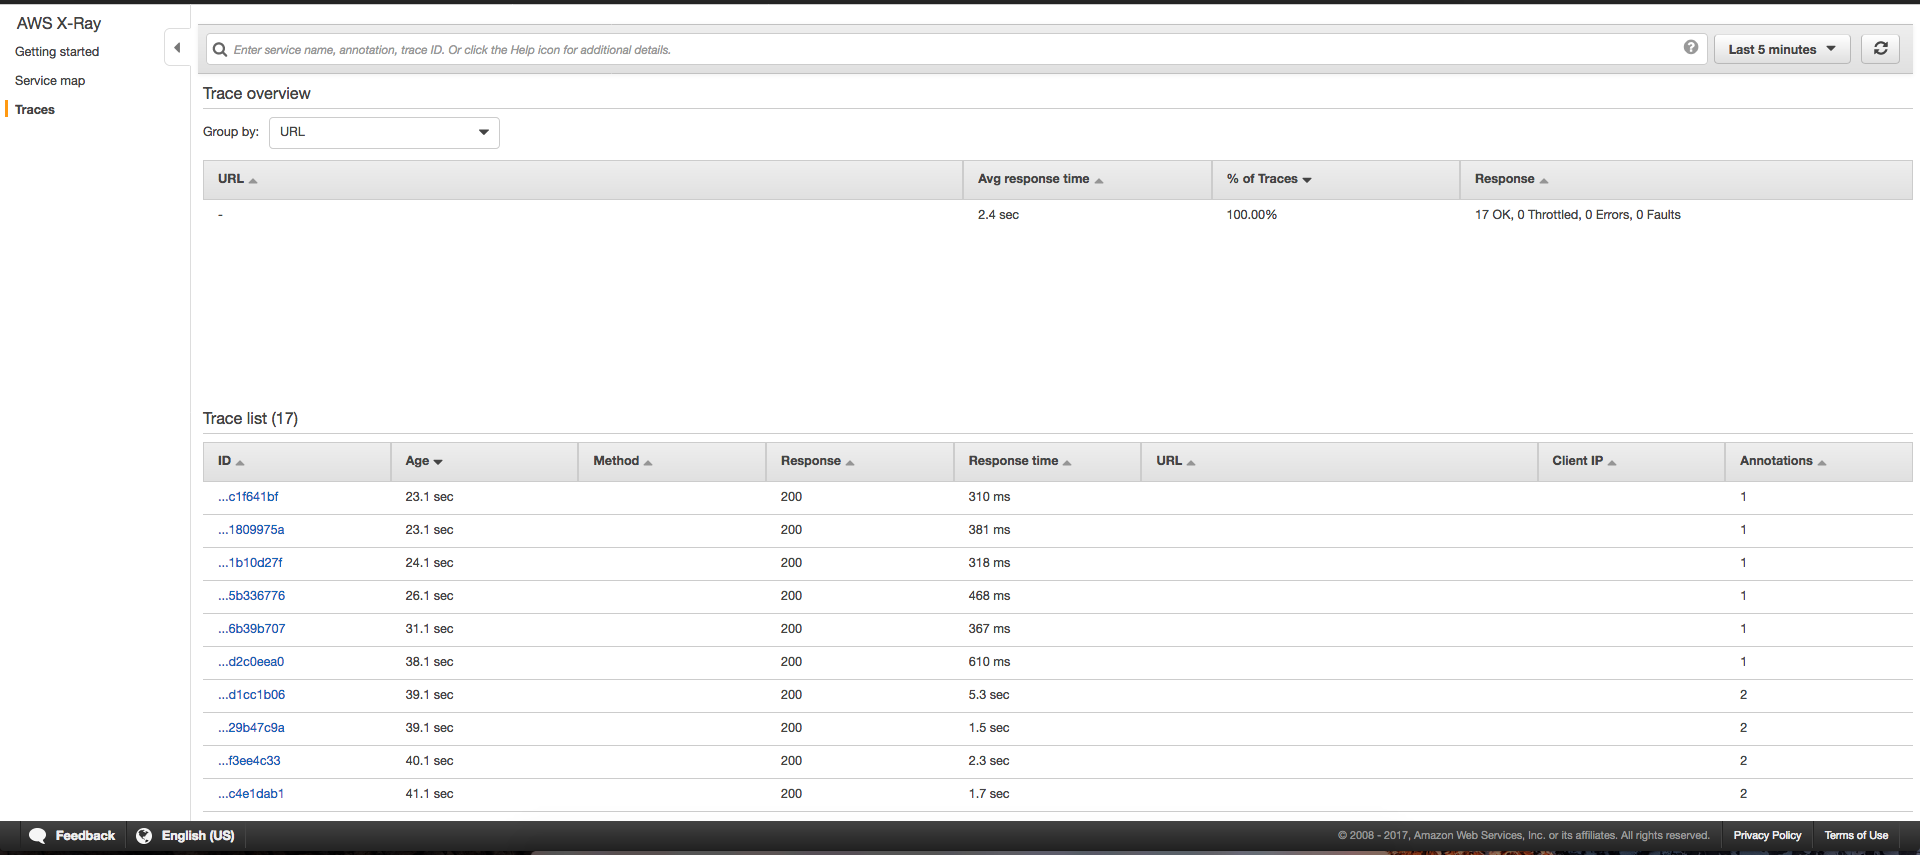 AWS X-Ray
Getting started
Service map
Traces
Enter service name, annotation, trace ID. Or click the Help icon for additional details.
?
Last 5 minutes
Trace overview
Group by: URL
URL Avg response time % of Traces Response
- 2.4 sec 100.00% 17 OK, 0 Throttled, 0 Errors, 0 Faults
Trace list (17)
ID Age Method Response Response time URL Client IP Annotations
...c1f641bf 23.1 sec 200 310 ms 1
...1809975a 23.1 sec 200 381 ms 1
...1b10d27f 24.1 sec 200 318 ms 1
...5b336776 26.1 sec 200 468 ms 1
...6b39b707 31.1 sec 200 367 ms 1
...d2c0eea0 38.1 sec 200 610 ms 1
...d1cc1b06 39.1 sec 200 5.3 sec 2
...29b47c9a 39.1 sec 200 1.5 sec 2
...f3ee4c33 40.1 sec 200 2.3 sec 2
...c4e1dab1 41.1 sec 200 1.7 sec 2
Feedback English (US) © 2008 - 2017, Amazon Web Services, Inc. or its affiliates. All rights reserved. Privacy Policy Terms of Use